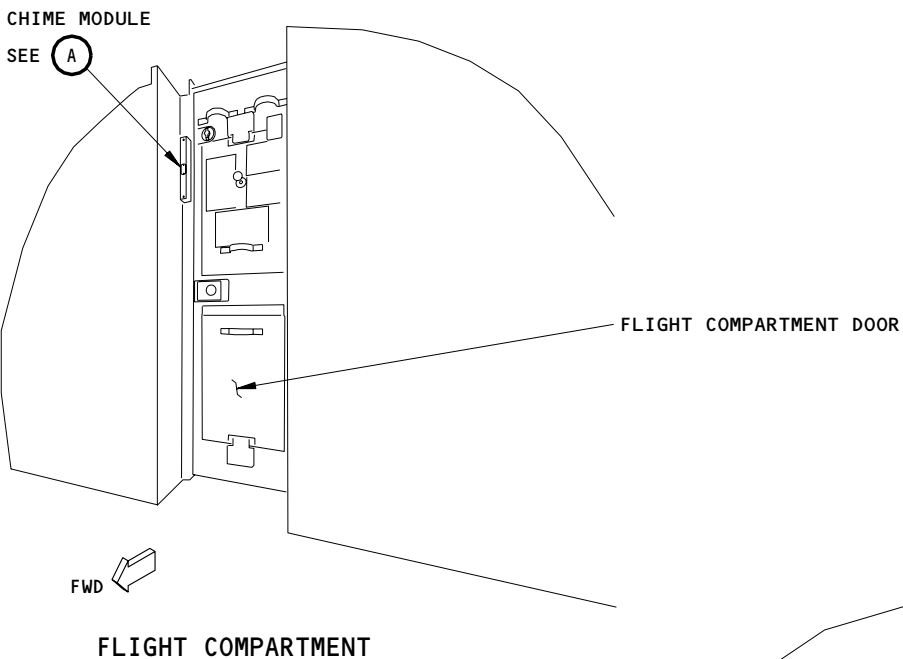 CHIME MODULE
SEE A
FLIGHT COMPARTMENT DOOR
FWD
FLIGHT COMPARTMENT